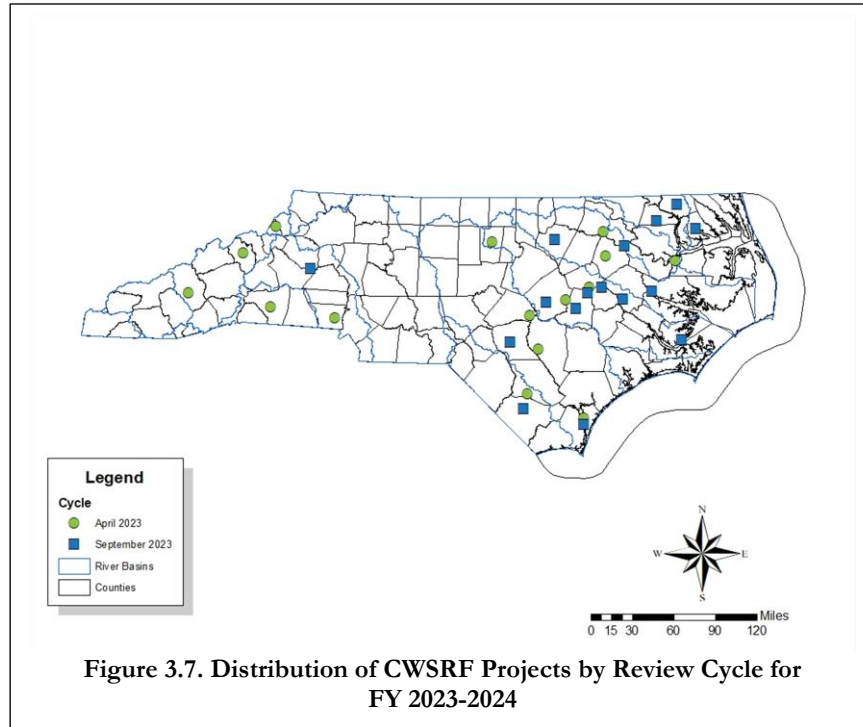 Legend
Cycle
April 2023
September 2023
River Basins
Counties
N
W E
S
Miles
0 15 30 60 90 120
Figure 3.7. Distribution of CWSRF Projects by Review Cycle for
FY 2023-2024